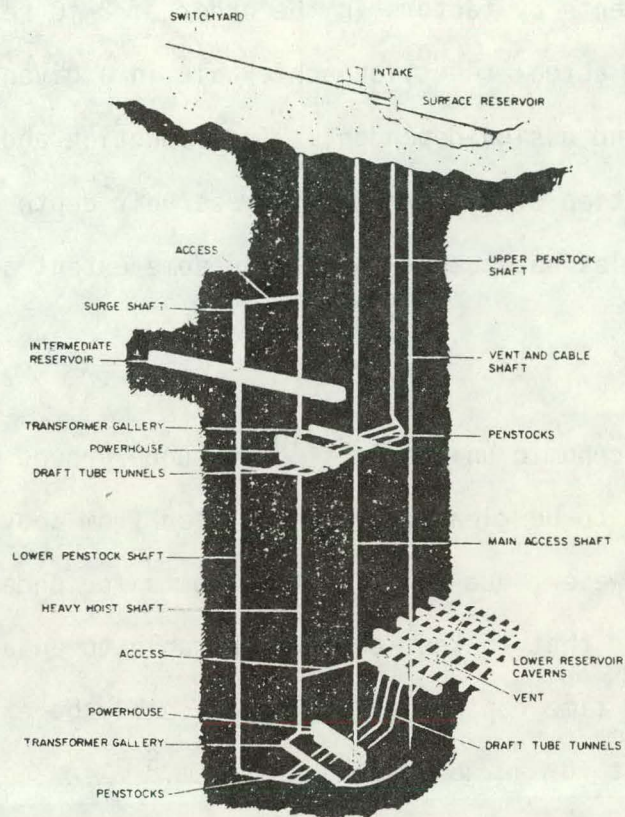 SWITCHYARD
INTAKE
SURFACE RESERVOIR
ACCESS
UPPER PENSTOCK
SHAFT
SURGE SHAFT
INTERMEDIATE
RESERVOIR
VENT AND CABLE
SHAFT
TRANSFORMER GALLERY
PENSTOCKS
POWERHOUSE
DRAFT TUBE TUNNELS
LOWER PENSTOCK SHAFT
MAIN ACCESS SHAFT
HEAVY HOIST SHAFT
ACCESS
LOWER RESERVOIR
CAVERNS
VENT
POWERHOUSE
TRANSFORMER GALLERY
DRAFT TUBE TUNNELS
PENSTOCKS